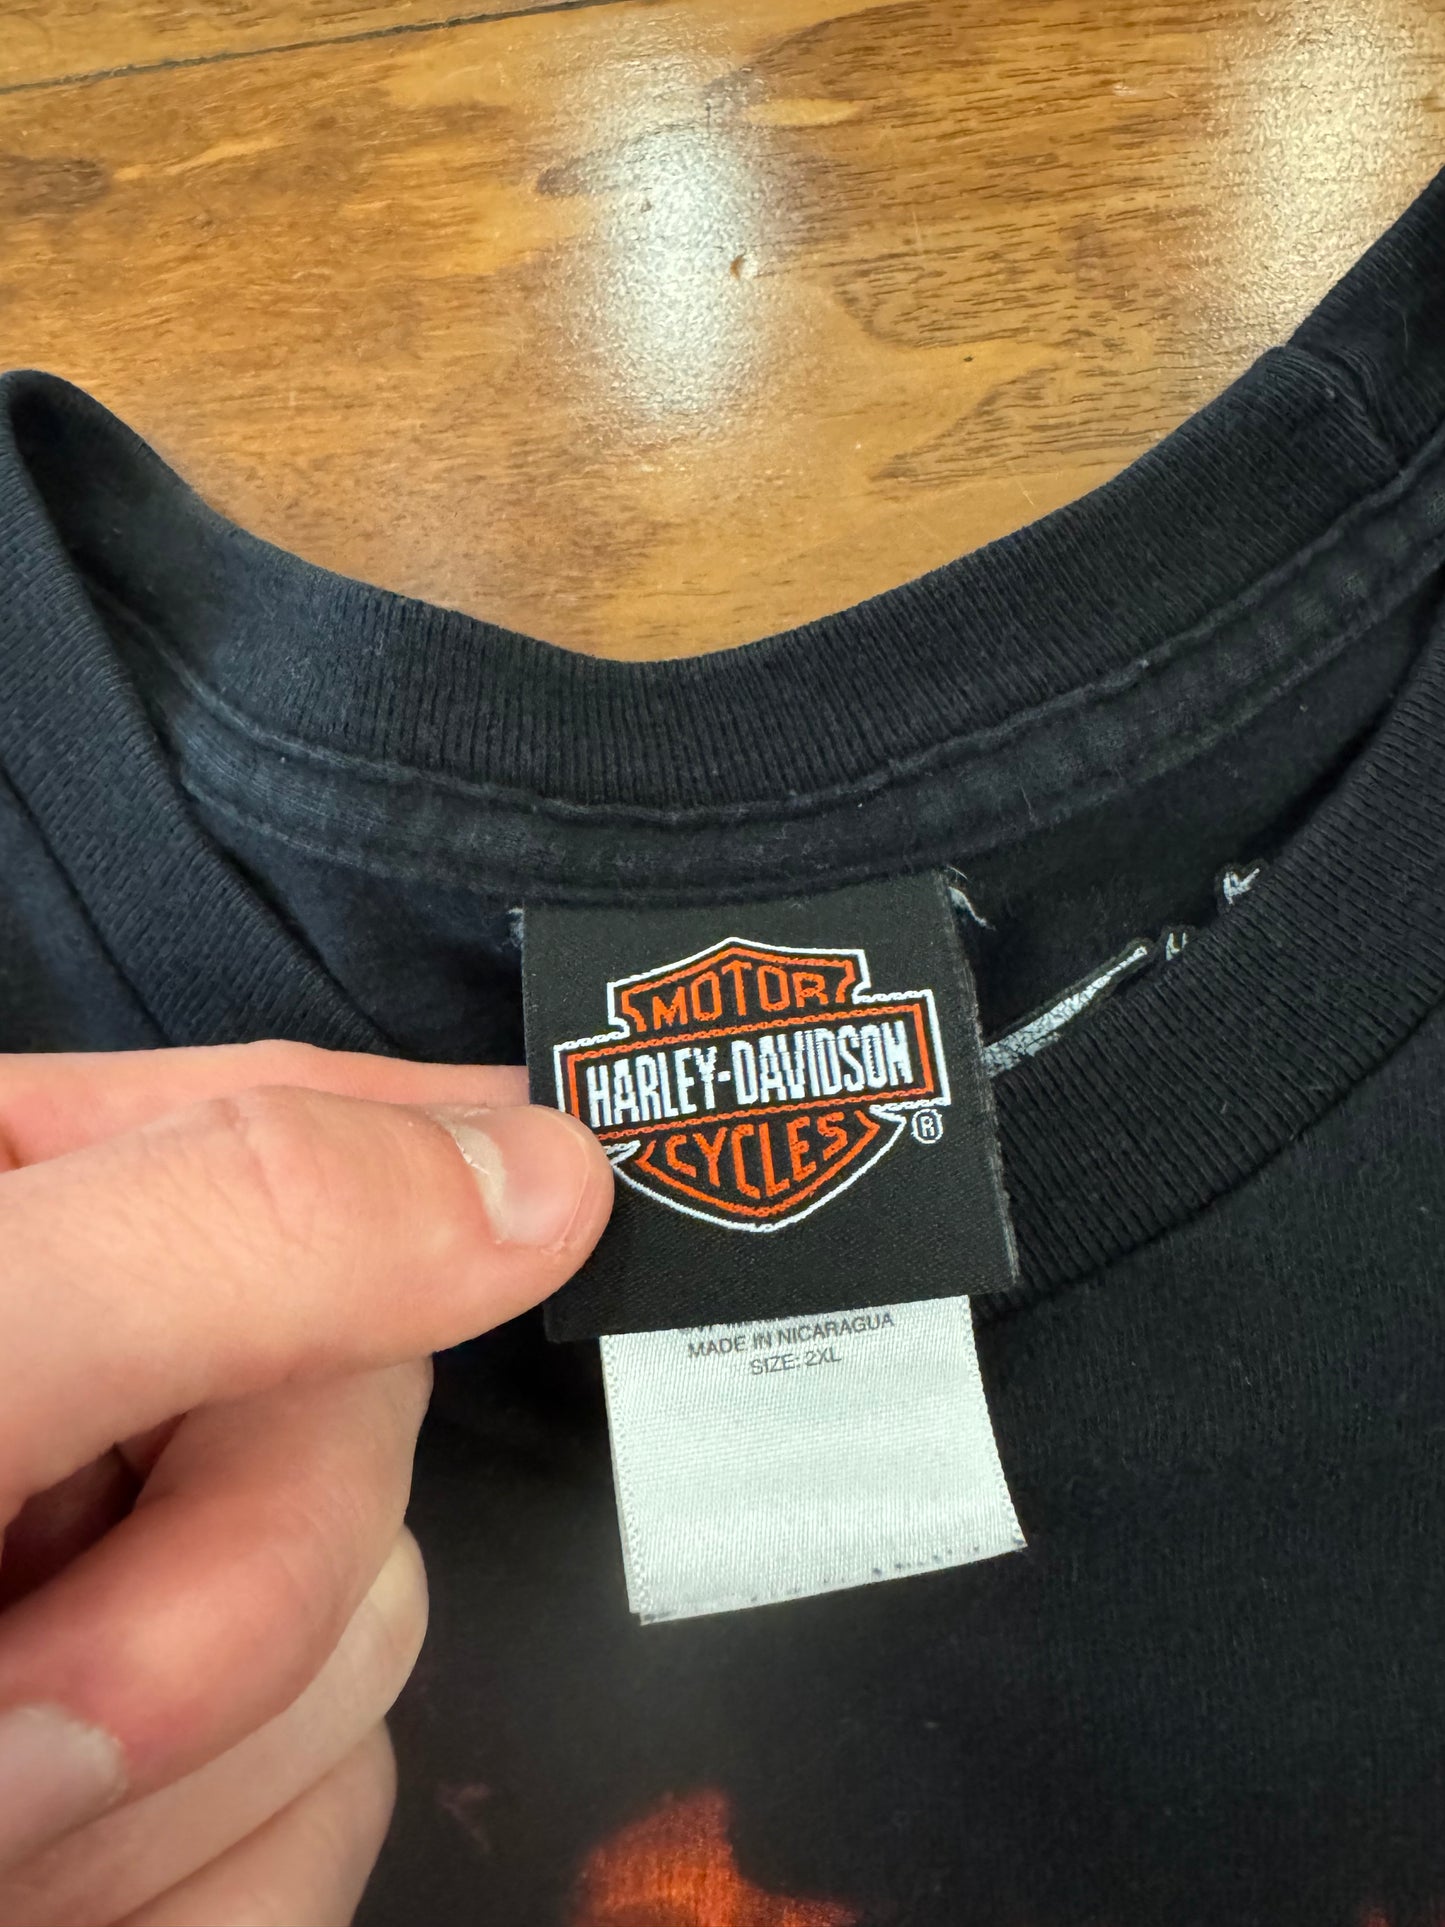 MOTOR
HARLEY-DAVIDSON
CYCLES
®
MADE IN NICARAGUA
SIZE: 2XL